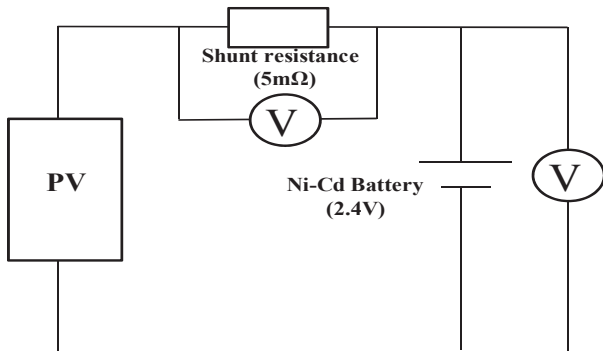 Shunt resistance
(5mΩ)
V
PV
Ni-Cd Battery
(2.4V)
V